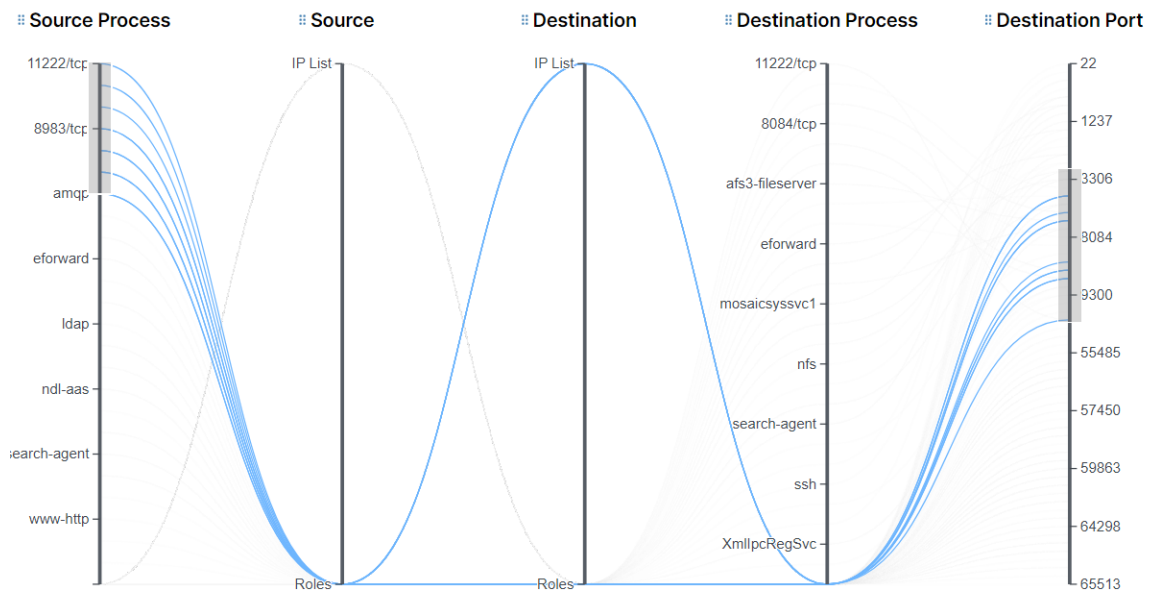 Source Process
Source
Destination
Destination Process
Destination Port
11222/tcp
8983/tcp
amqp
eforward
ldap
ndl-aas
search-agent
www-http
IP List
Roles
IP List
Roles
11222/tcp
8084/tcp
afs3-fileserver
eforward
mosaicsyssvc1
nfs
search-agent
ssh
XmlIpcRegSvc
22
1237
3306
8084
9300
55485
57450
59863
64298
65513